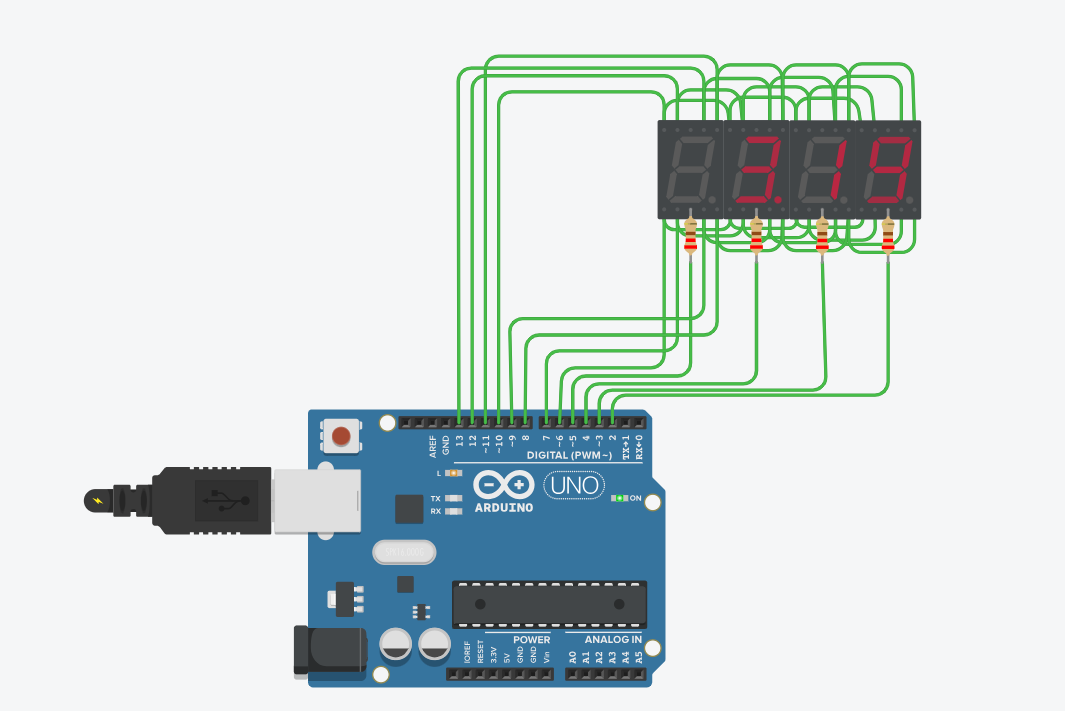 3.19
AREF
GND
13
12
~11
~10
~9
8
7
~6
~5
4
~3
2
TX→1
RX←0
DIGITAL (PWM~)
L
TX
RX
UNO
ON
ARDUINO
POWER
ANALOG IN
IOREF
RESET
3.3V
5V
GND
GND
Vin
A0
A1
A2
A3
A4
A5